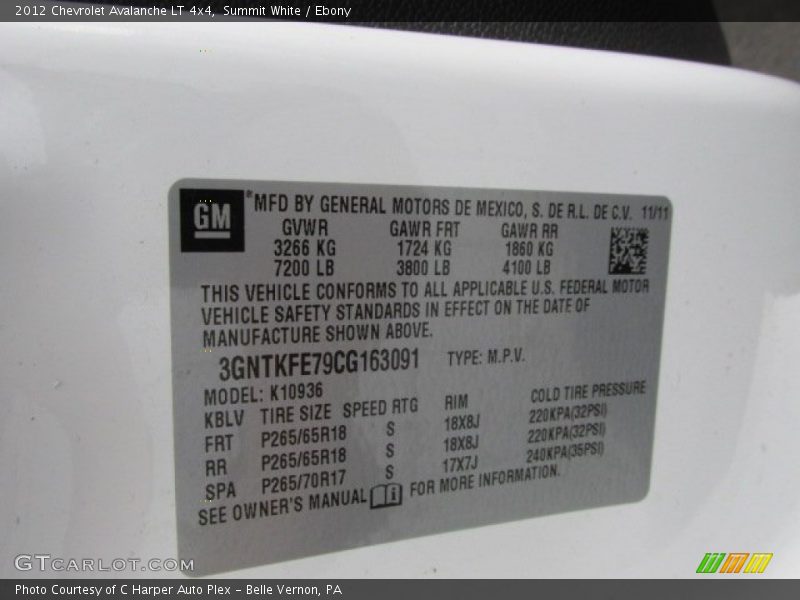 2012 Chevrolet Avalanche LT 4x4, Summit White / Ebony
GM ® MFD BY GENERAL MOTORS DE MEXICO, S. DE R.L. DE C.V. 11/11
GVWR GAWR FRT GAWR RR
3266 KG 1724 KG 1860 KG
7200 LB 3800 LB 4100 LB
THIS VEHICLE CONFORMS TO ALL APPLICABLE U.S. FEDERAL MOTOR
VEHICLE SAFETY STANDARDS IN EFFECT ON THE DATE OF
MANUFACTURE SHOWN ABOVE.
3GNTKFE79CG163091 TYPE: M.P.V.
MODEL: K10936
KBLV TIRE SIZE SPEED RTG RIM COLD TIRE PRESSURE
FRT P265/65R18 S 18X8J 220KPA(32PSI)
RR P265/65R18 S 18X8J 220KPA(32PSI)
SPA P265/70R17 S 17X7J 240KPA(35PSI)
SEE OWNER'S MANUAL FOR MORE INFORMATION.
GTCARLOT.COM
Photo Courtesy of C Harper Auto Plex - Belle Vernon, PA